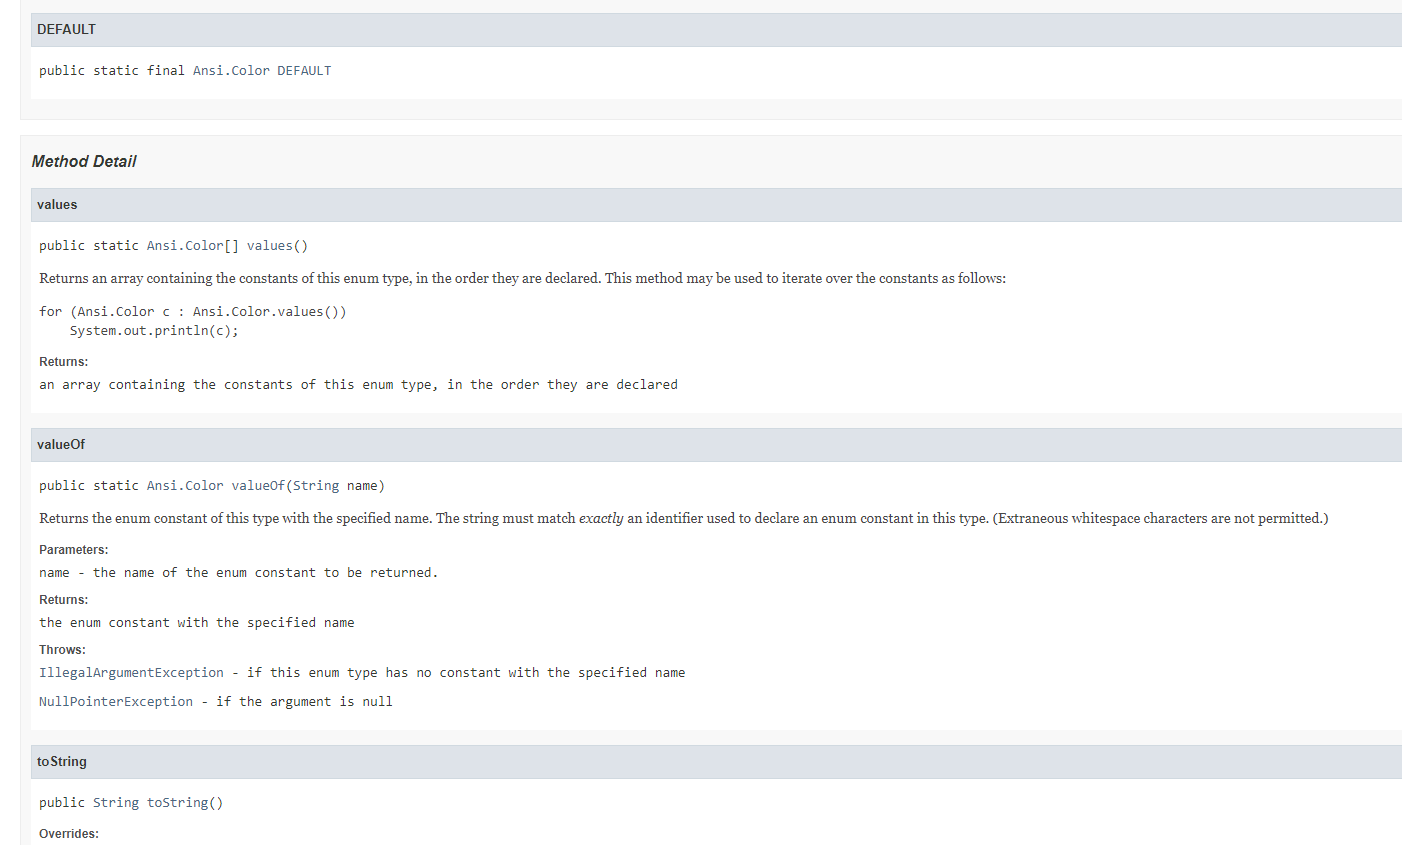 DEFAULT
public static final Ansi.Color DEFAULT
Method Detail
values
public static Ansi.Color[] values()
Returns an array containing the constants of this enum type, in the order they are declared. This method may be used to iterate over the constants as follows:
for (Ansi.Color c : Ansi.Color.values())
    System.out.println(c);
Returns:
an array containing the constants of this enum type, in the order they are declared
valueOf
public static Ansi.Color valueOf(String name)
Returns the enum constant of this type with the specified name. The string must match exactly an identifier used to declare an enum constant in this type. (Extraneous whitespace characters are not permitted.)
Parameters:
name - the name of the enum constant to be returned.
Returns:
the enum constant with the specified name
Throws:
IllegalArgumentException - if this enum type has no constant with the specified name
NullPointerException - if the argument is null
toString
public String toString()
Overrides: